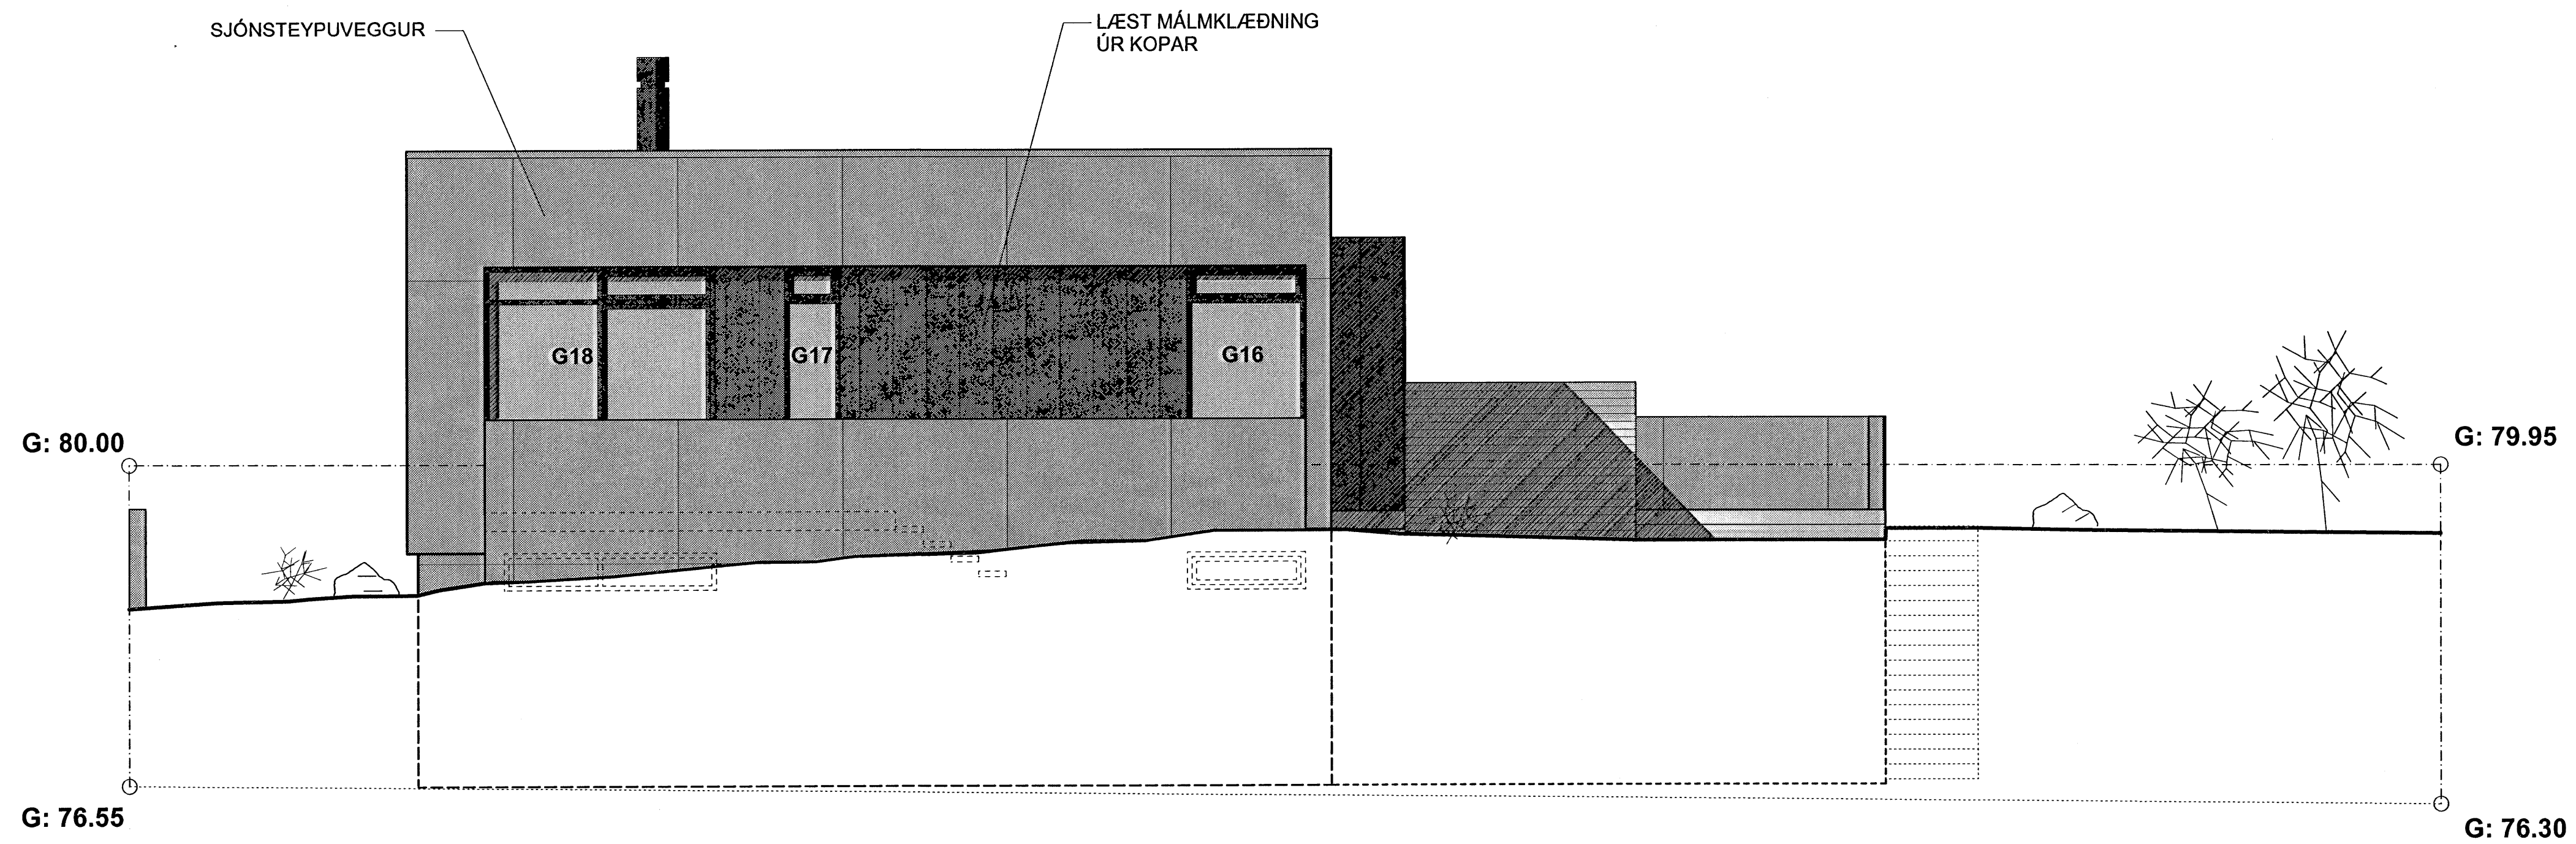 SJÓNSTEYPUVEGGUR
LÆST MÁLMKLÆÐNING
ÚR KOPAR
G18
G17
G16
G: 80.00
G: 79.95
G: 76.55
G: 76.30